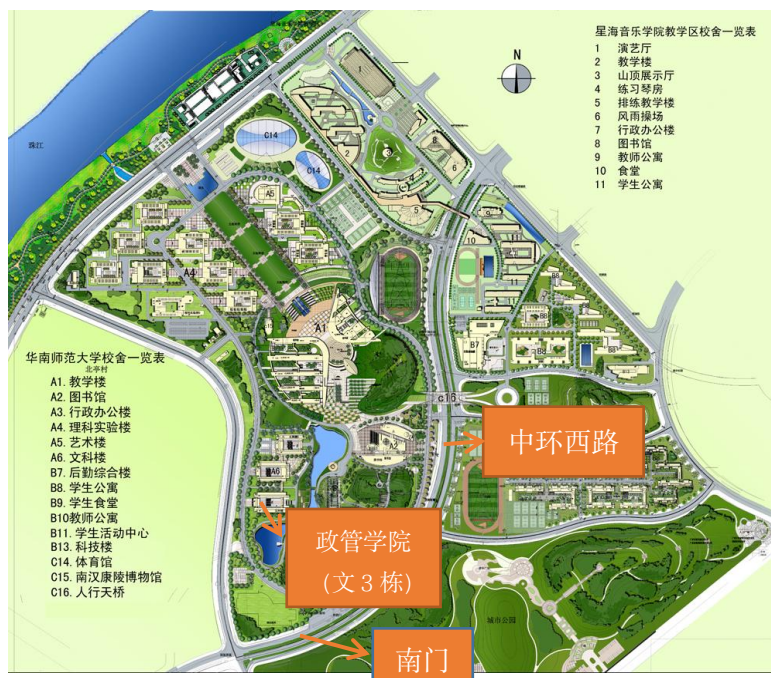 星海音乐学院教学区校舍一览表
1 演艺厅
2 教学楼
3 山顶展示厅
4 练习琴房
5 排练教学楼
6 风雨操场
7 行政办公楼
8 图书馆
9 教师公寓
10 食堂
11 学生公寓
N
珠江
C14
C14
1
2
3
4
5
6
8
A5
A4
10
A1
B7
B8
B8
c16
A2
中环西路
A6
华南师范大学校舍一览表
北亭村
A1. 教学楼
A2. 图书馆
A3. 行政办公楼
A4. 理科实验楼
A5. 艺术楼
A6. 文科楼
B7. 后勤综合楼
B8. 学生公寓
B9. 学生食堂
B10教师公寓
B11. 学生活动中心
B13. 科技楼
C14. 体育馆
C15. 南汉康陵博物馆
C16. 人行天桥
政管学院
(文3栋)
城市公园
南门